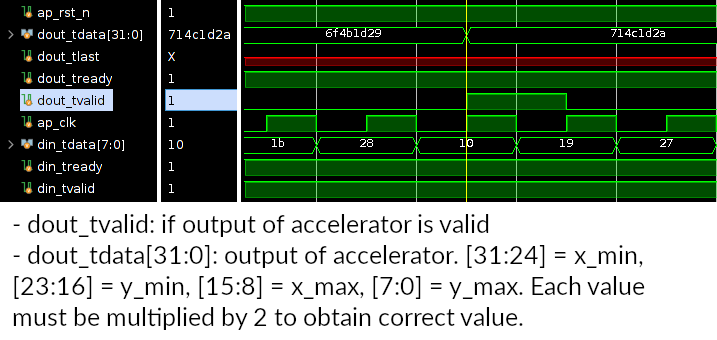 ap_rst_n 1
dout_tdata[31:0] 714c1d2a 6f4b1d29 714c1d2a
dout_tlast X
dout_tready 1
dout_tvalid 1
ap_clk 1
din_tdata[7:0] 10 1b 28 10 19 27
din_tready 1
din_tvalid 1
- dout_tvalid: if output of accelerator is valid
- dout_tdata[31:0]: output of accelerator. [31:24] = x_min,
[23:16] = y_min, [15:8] = x_max, [7:0] = y_max. Each value
must be multiplied by 2 to obtain correct value.